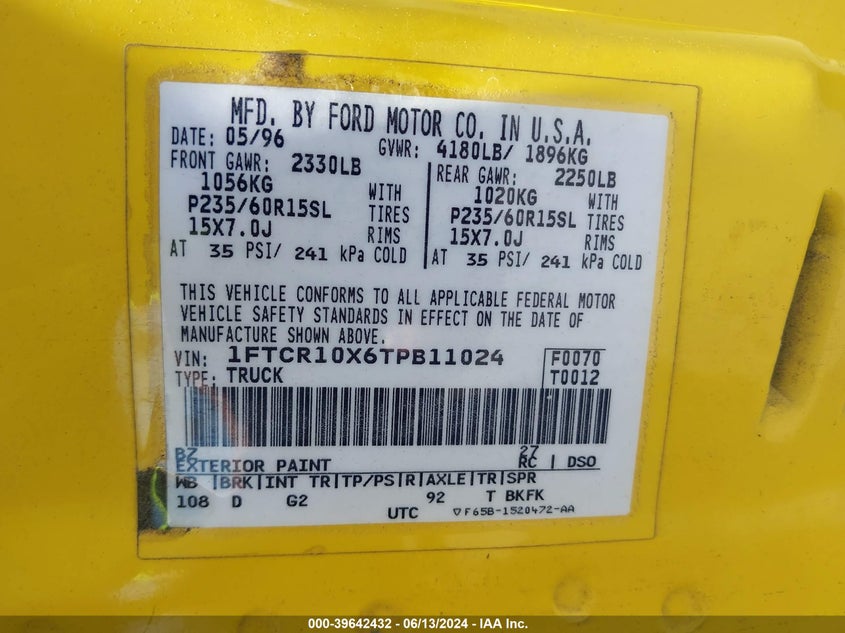 MFD. BY FORD MOTOR CO. IN U.S.A.
DATE: 05/96 GVWR: 4180LB/ 1896KG
FRONT GAWR: 2330LB
1056KG WITH
P235/60R15SL TIRES
15X7.0J RIMS
AT 35 PSI/ 241 kPa COLD
REAR GAWR: 2250LB
1020KG WITH
P235/60R15SL TIRES
15X7.0J RIMS
AT 35 PSI/ 241 kPa COLD
THIS VEHICLE CONFORMS TO ALL APPLICABLE FEDERAL MOTOR
VEHICLE SAFETY STANDARDS IN EFFECT ON THE DATE OF
MANUFACTURE SHOWN ABOVE.
VIN: 1FTCR10X6TPB11024 F0070
TYPE: TRUCK T0012
BZ 27
EXTERIOR PAINT RC | DSO
WB |BRK|INT TR|TP/PS|R|AXLE|TR|SPR
108 D G2 92 T BKFK
UTC ▽F65B-1520472-AA
000-39642432 - 06/13/2024 - IAA Inc.